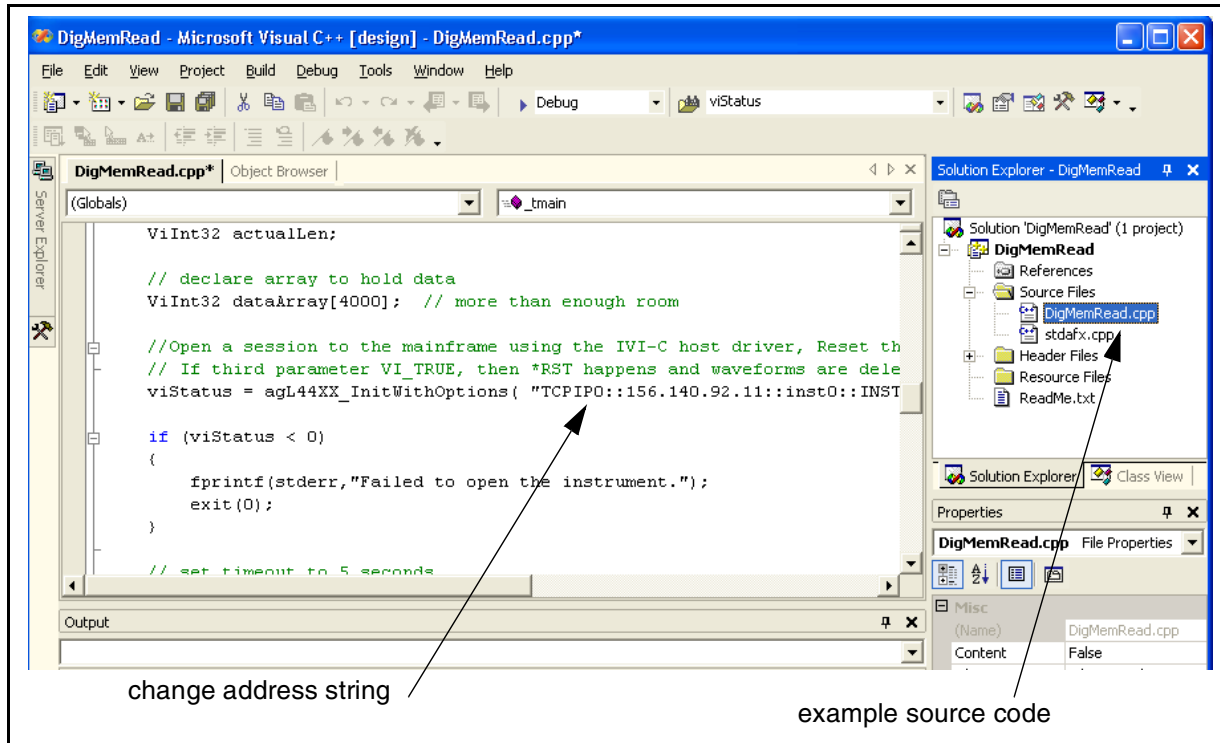 DigMemRead - Microsoft Visual C++ [design] - DigMemRead.cpp*
File Edit View Project Build Debug Tools Window Help
Debug viStatus
Server Explorer
DigMemRead.cpp* Object Browser
(Globals) _tmain
ViInt32 actualLen;
// declare array to hold data
ViInt32 dataArray[4000]; // more than enough room
//Open a session to the mainframe using the IVI-C host driver, Reset th
// If third parameter VI_TRUE, then *RST happens and waveforms are dele
viStatus = agL44XX_InitWithOptions( "TCPIP0::156.140.92.11::inst0::INST
if (viStatus < 0)
{
fprintf(stderr,"Failed to open the instrument.");
exit(0);
}
// set timeout to 5 seconds
Output
Solution Explorer - DigMemRead
Solution 'DigMemRead' (1 project)
DigMemRead
References
Source Files
DigMemRead.cpp
stdafx.cpp
Header Files
Resource Files
ReadMe.txt
Solution Explorer Class View
Properties
DigMemRead.cpp File Properties
Misc
(Name) DigMemRead.cpp
Content False
change address string
example source code